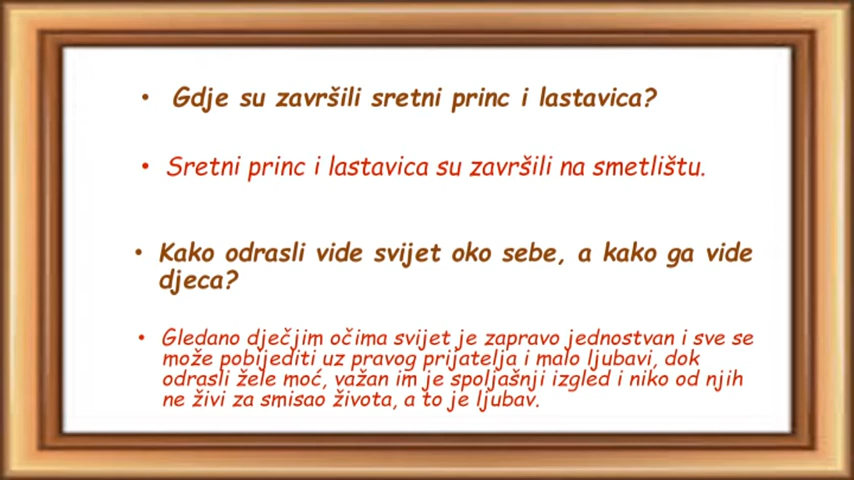 • Gdje su završili sretni princ i lastavica?
• Sretni princ i lastavica su završili na smetlištu.
• Kako odrasli vide svijet oko sebe, a kako ga vide
djeca?
• Gledano dječjim očima svijet je zapravo jednostvan i sve se
može pobijediti uz pravog prijatelja i malo ljubavi, dok
odrasli žele moć, važan im je spoljašnji izgled i niko od njih
ne živi za smisao života, a to je ljubav.